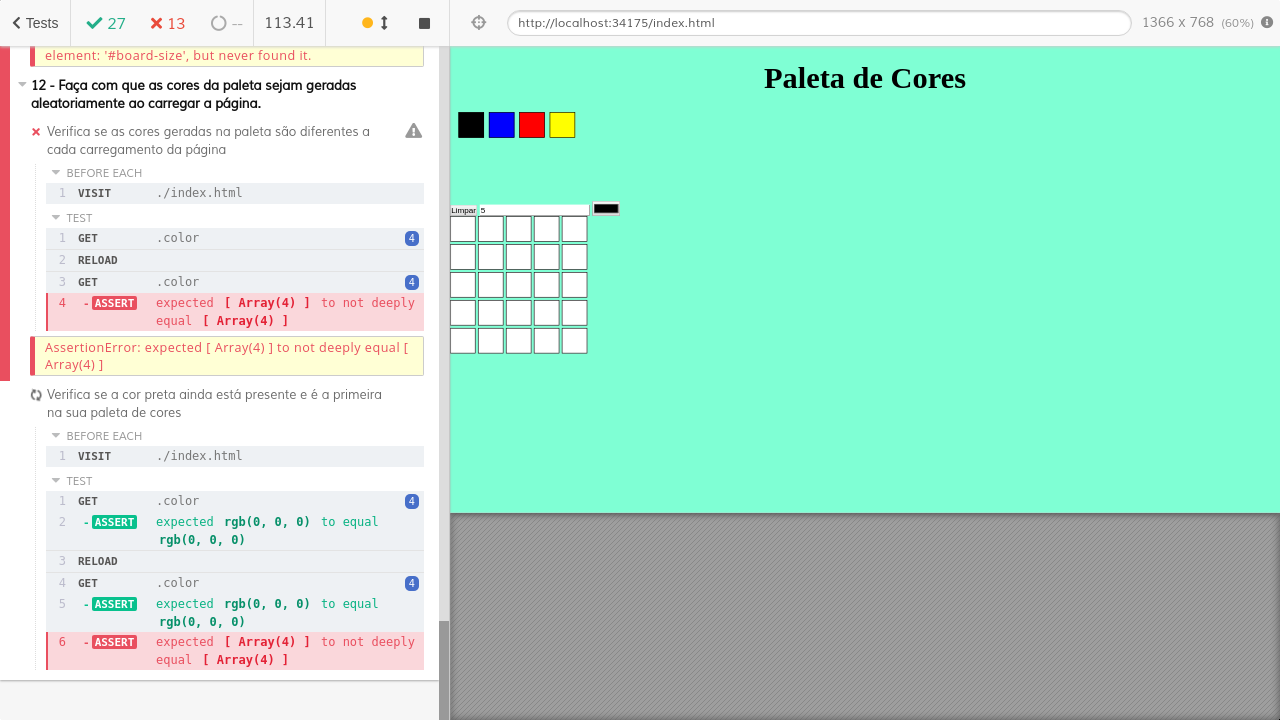 Tests
27
13
--
113.41
http://localhost:34175/index.html
1366 x 768 (60%)
element: '#board-size', but never found it.
12 - Faça com que as cores da paleta sejam geradas
aleatoriamente ao carregar a página.
Verifica se as cores geradas na paleta são diferentes a
cada carregamento da página
BEFORE EACH
1 VISIT ./index.html
TEST
1 GET .color 4
2 RELOAD
3 GET .color 4
4 -ASSERT expected [ Array(4) ] to not deeply
equal [ Array(4) ]
AssertionError: expected [ Array(4) ] to not deeply equal [
Array(4) ]
Verifica se a cor preta ainda está presente e é a primeira
na sua paleta de cores
BEFORE EACH
1 VISIT ./index.html
TEST
1 GET .color 4
2 -ASSERT expected rgb(0, 0, 0) to equal
rgb(0, 0, 0)
3 RELOAD
4 GET .color 4
5 -ASSERT expected rgb(0, 0, 0) to equal
rgb(0, 0, 0)
6 -ASSERT expected [ Array(4) ] to not deeply
equal [ Array(4) ]
Paleta de Cores
Limpar 5